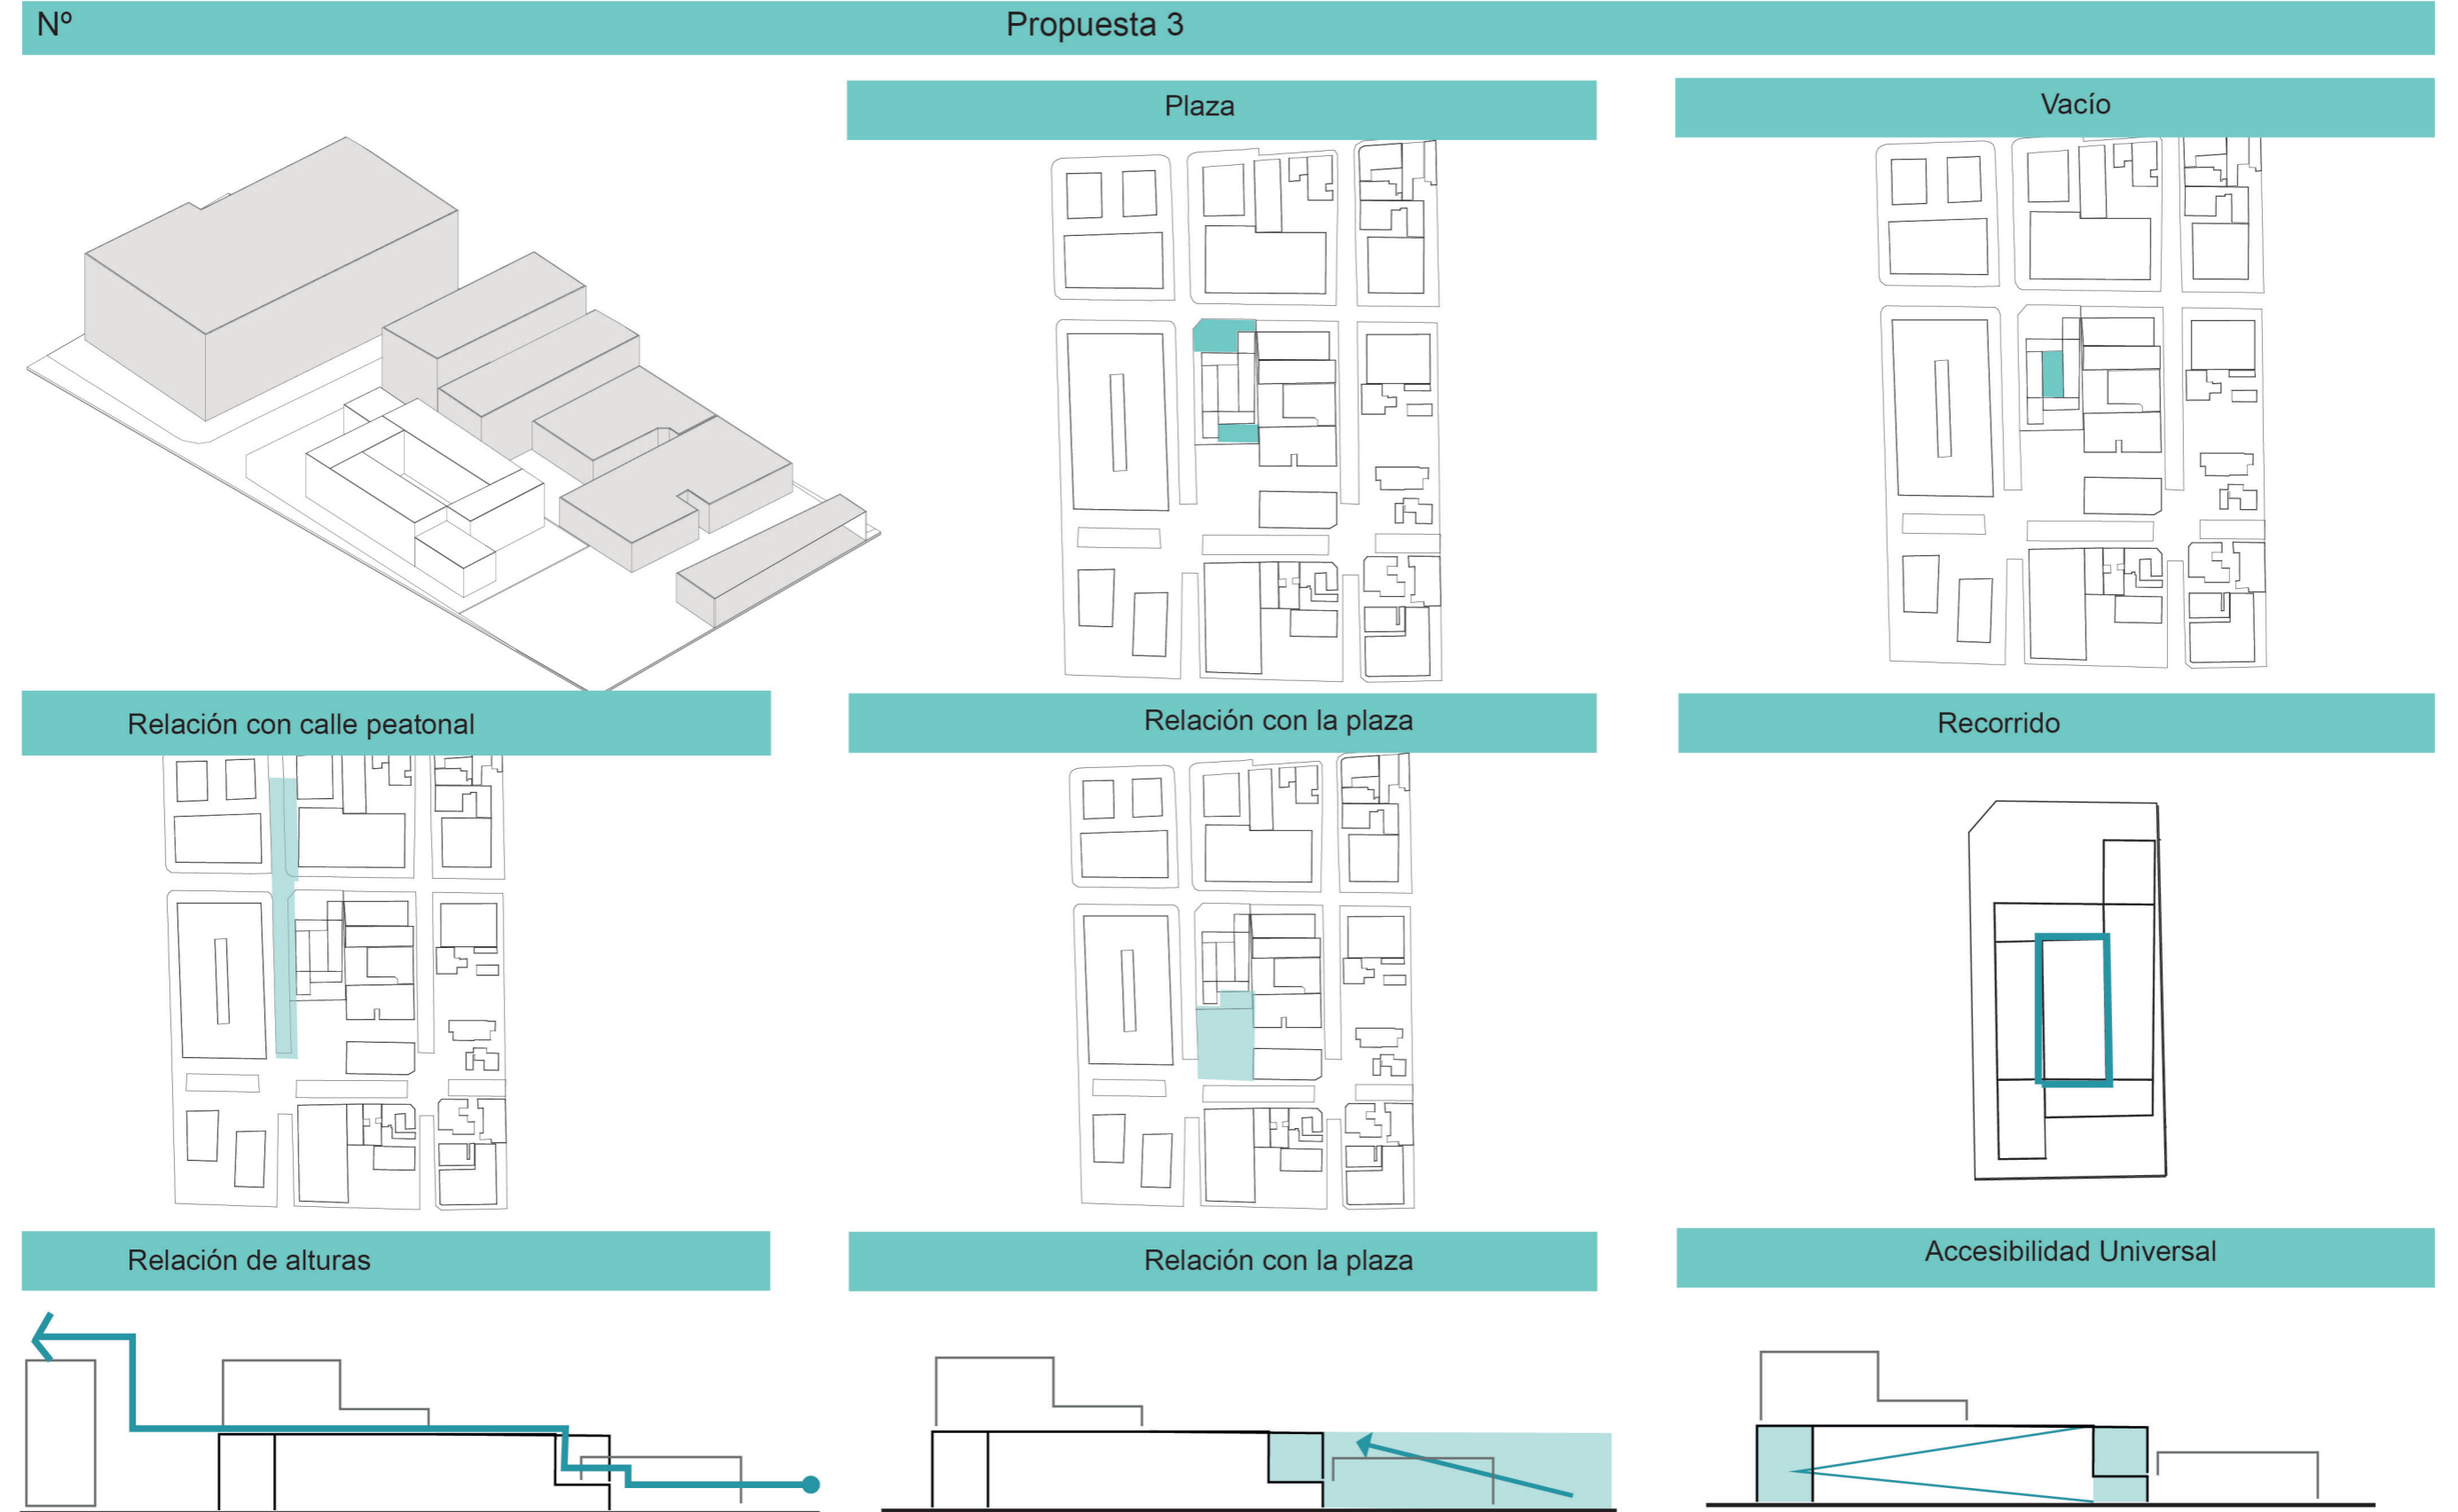 Nº
Propuesta 3
Plaza
Vacío
Relación con calle peatonal
Relación con la plaza
Recorrido
Relación de alturas
Relación con la plaza
Accesibilidad Universal